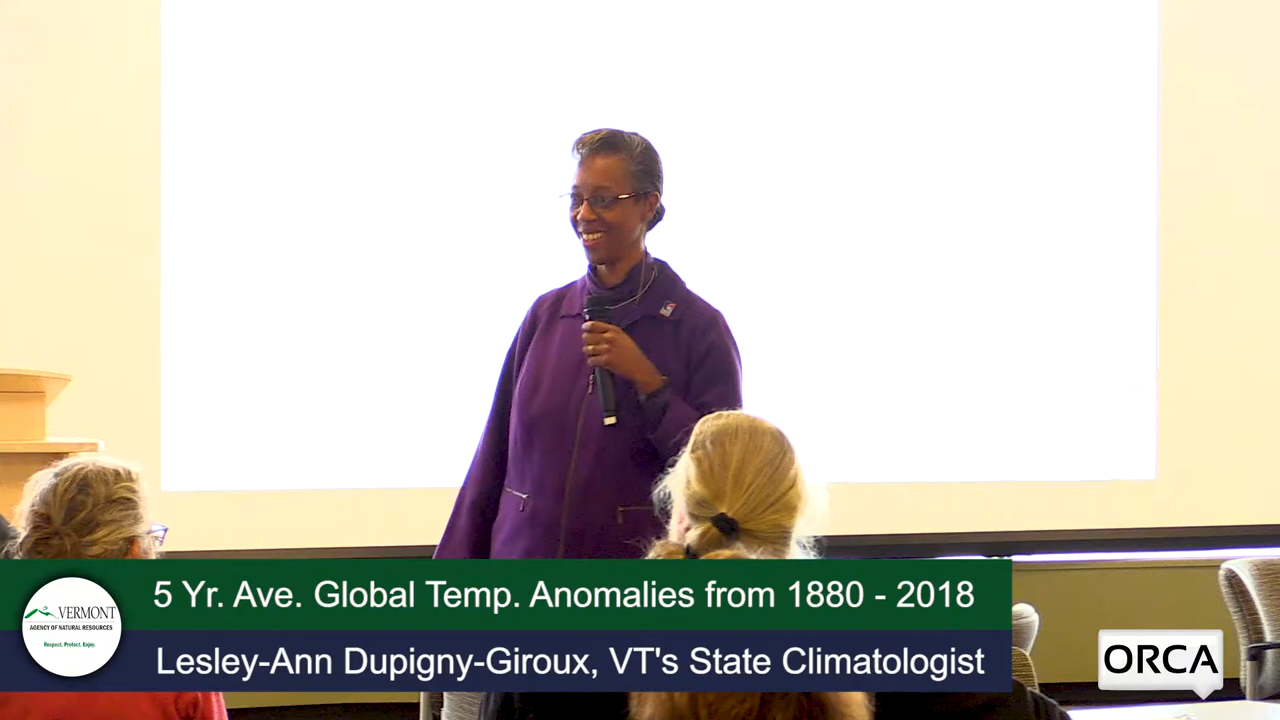 5 Yr. Ave. Global Temp. Anomalies from 1880 - 2018
VERMONT
AGENCY OF NATURAL RESOURCES
Respect. Protect. Enjoy.
Lesley-Ann Dupigny-Giroux, VT's State Climatologist
ORCA